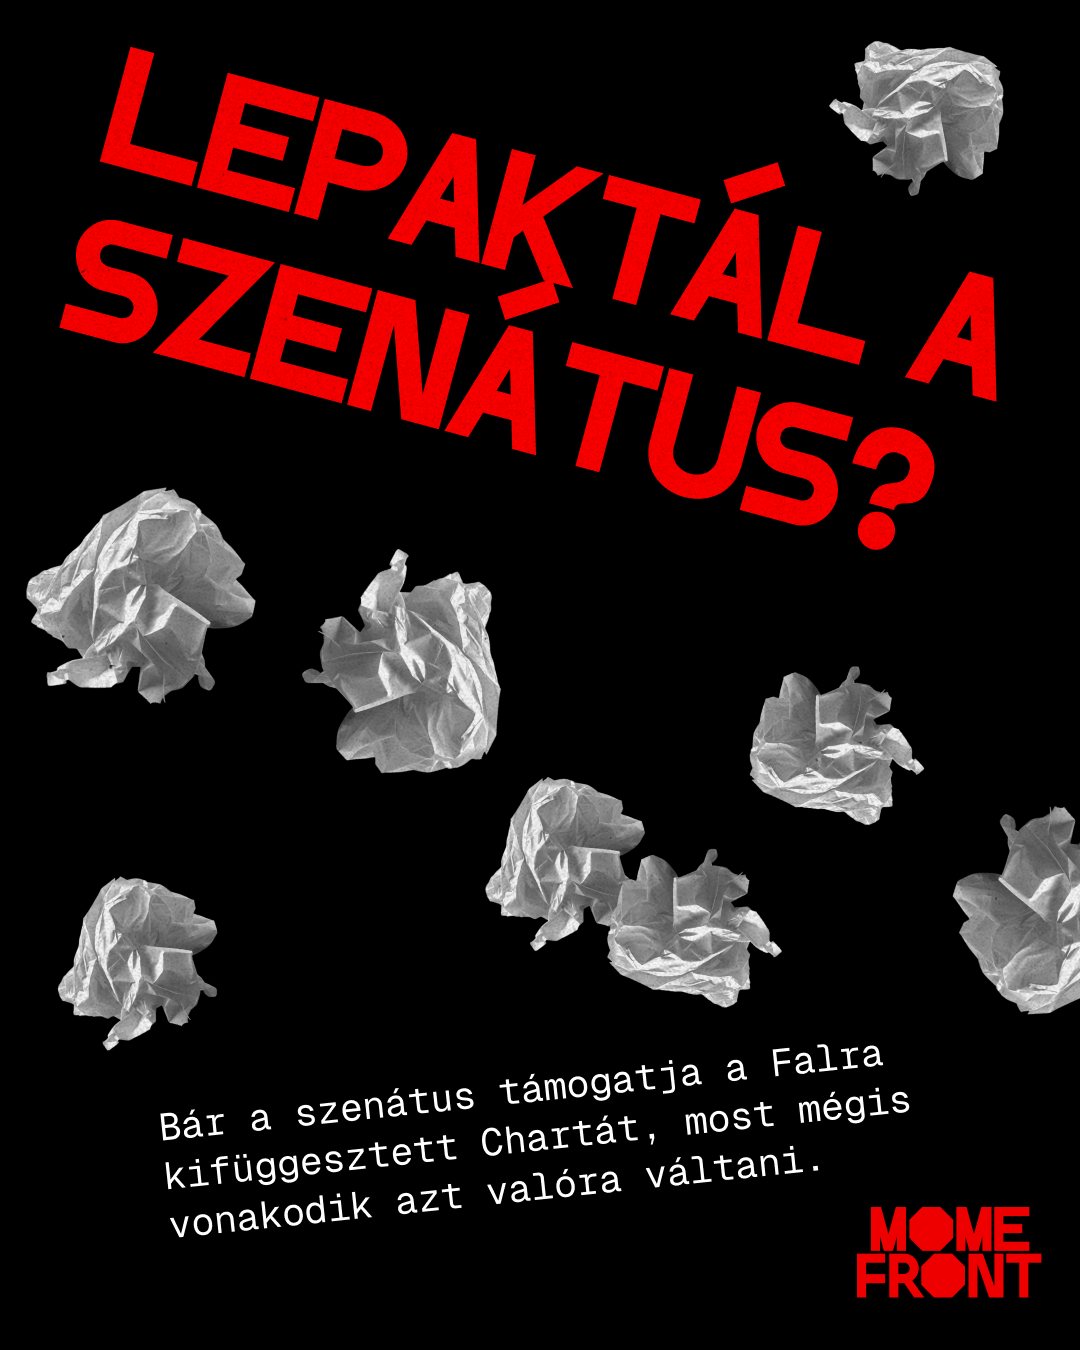 LEPAKTÁL A
SZENÁTUS?
Bár a szenátus támogatja a Falra
kifüggesztett Chartát, most mégis
vonakodik azt valóra váltani.
MOME
FRONT